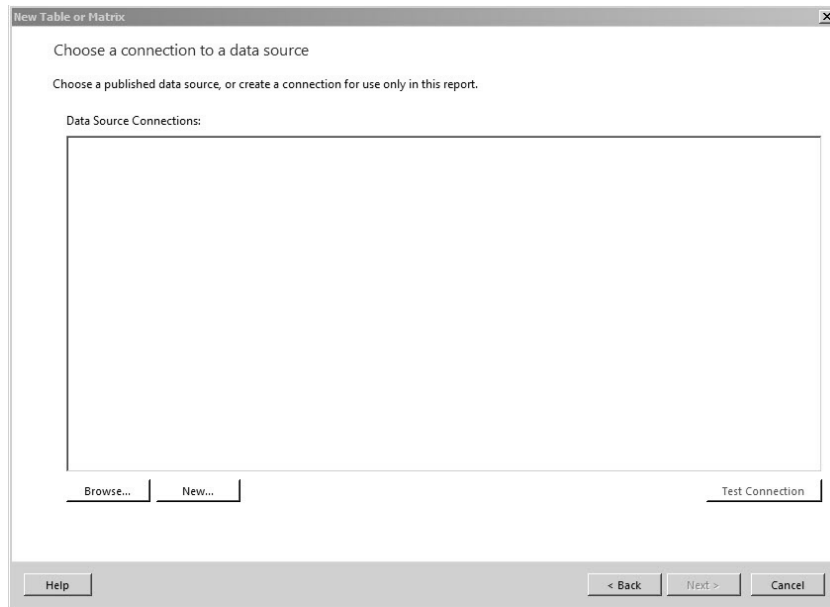 New Table or Matrix
Choose a connection to a data source
Choose a published data source, or create a connection for use only in this report.
Data Source Connections:
Browse... New... Test Connection
Help < Back Next > Cancel